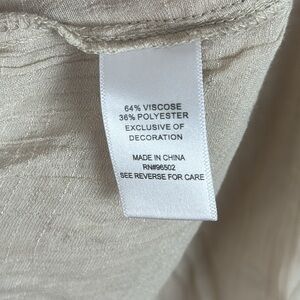 64% VISCOSE
36% POLYESTER
EXCLUSIVE OF
DECORATION
MADE IN CHINA
RN#96502
SEE REVERSE FOR CARE